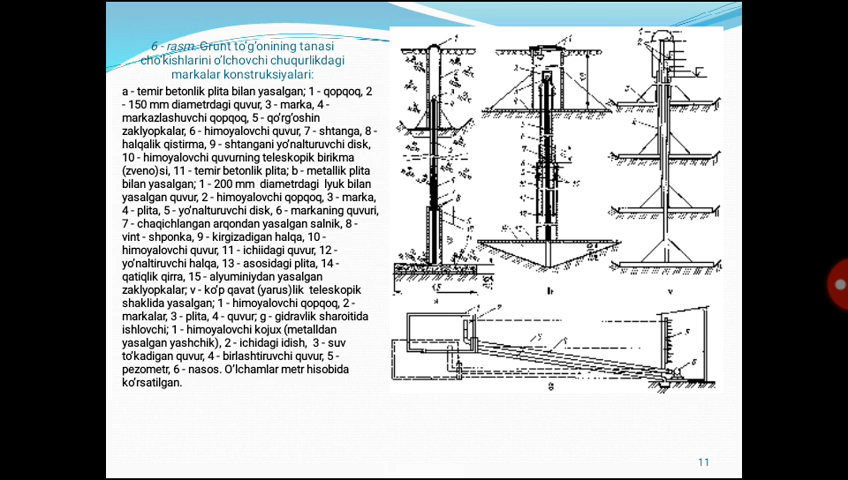 6 - rasm. Grunt to'g'onining tanasi
cho'kishlarini o'lchovchi chuqurlikdagi
markalar konstruksiyalari:
a - temir betonlik plita bilan yasalgan; 1 - qopqoq, 2
- 150 mm diametrdagi quvur, 3 - marka, 4 -
markazlashuvchi qopqoq, 5 - qo'rg'oshin
zaklyopkalar, 6 - himoyalovchi quvur, 7 - shtanga, 8 -
halqalik qistirma, 9 - shtangani yo'nalturuvchi disk,
10 - himoyalovchi quvurning teleskopik birikma
(zveno)si, 11 - temir betonlik plita; b - metallik plita
bilan yasalgan; 1 - 200 mm diametrdagi lyuk bilan
yasalgan quvur, 2 - himoyalovchi qopqoq, 3 - marka,
4 - plita, 5 - yo'nalturuvchi disk, 6 - markaning quvuri,
7 - chaqichlangan arqondan yasalgan salnik, 8 -
vint - shponka, 9 - kirgizadigan halqa, 10 -
himoyalovchi quvur, 11 - ichiidagi quvur, 12 -
yo'naltiruvchi halqa, 13 - asosidagi plita, 14 -
qatiqlik qirra, 15 - alyuminiydan yasalgan
zaklyopkalar; v - ko'p qavat (yarus)lik teleskopik
shaklida yasalgan; 1 - himoyalovchi qopqoq, 2 -
markalar, 3 - plita, 4 - quvur; g - gidravlik sharoitida
ishlovchi; 1 - himoyalovchi kojux (metalldan
yasalgan yashchik), 2 - ichidagi idish, 3 - suv
to'kadigan quvur, 4 - birlashtiruvchi quvur, 5 -
pezometr, 6 - nasos. O'lchamlar metr hisobida
ko'rsatilgan.
11